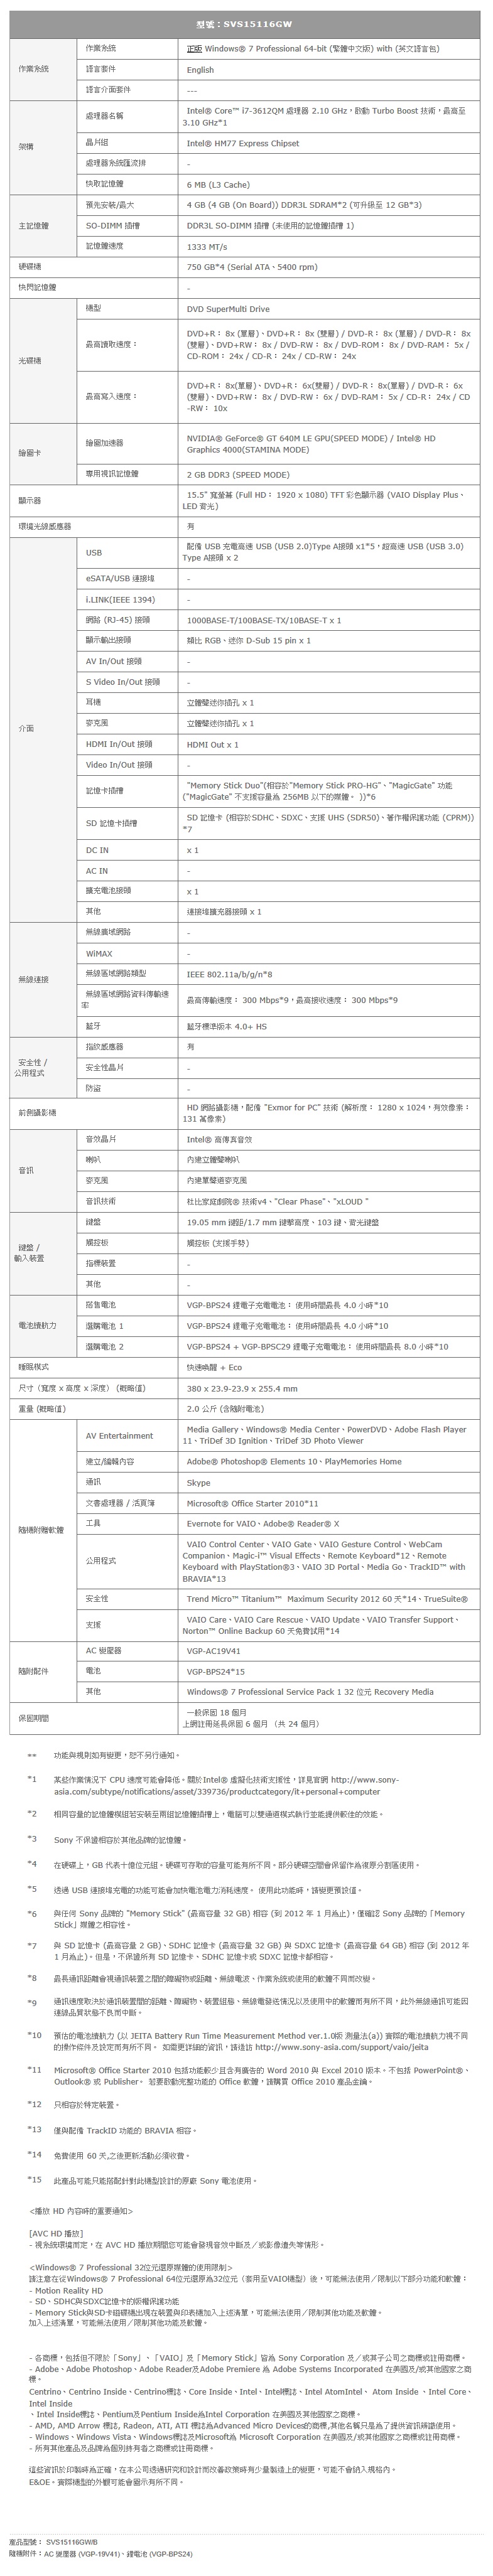 型號：SVS15116GW
作業系統
作業系統
正版 Windows® 7 Professional 64-bit (繁體中文版) with (英文語言包)
語言套件
English
語言介面套件
---
架構
處理器名稱
Intel® Core™ i7-3612QM 處理器 2.10 GHz，啟動 Turbo Boost 技術，最高至
3.10 GHz*1
晶片組
Intel® HM77 Express Chipset
處理器系統匯流排
-
快取記憶體
6 MB (L3 Cache)
主記憶體
預先安裝/最大
4 GB (4 GB (On Board)) DDR3L SDRAM*2 (可升級至 12 GB*3)
SO-DIMM 插槽
DDR3L SO-DIMM 插槽 (未使用的記憶體插槽 1)
記憶體速度
1333 MT/s
硬碟機
750 GB*4 (Serial ATA、5400 rpm)
快閃記憶體
-
光碟機
機型
DVD SuperMulti Drive
最高讀取速度：
DVD+R： 8x (單層)、DVD+R： 8x (雙層) / DVD-R： 8x (單層) / DVD-R： 8x
(雙層)、DVD+RW： 8x / DVD-RW： 8x / DVD-ROM： 8x / DVD-RAM： 5x /
CD-ROM： 24x / CD-R： 24x / CD-RW： 24x
最高寫入速度：
DVD+R： 8x(單層)、DVD+R： 6x(雙層) / DVD-R： 8x(單層) / DVD-R： 6x
(雙層)、DVD+RW： 8x / DVD-RW： 6x / DVD-RAM： 5x / CD-R： 24x / CD
-RW： 10x
繪圖卡
繪圖加速器
NVIDIA® GeForce® GT 640M LE GPU(SPEED MODE) / Intel® HD
Graphics 4000(STAMINA MODE)
專用視訊記憶體
2 GB DDR3 (SPEED MODE)
顯示器
15.5" 寬螢幕 (Full HD： 1920 x 1080) TFT 彩色顯示器 (VAIO Display Plus、
LED 背光)
環境光線感應器
有
介面
USB
配備 USB 充電高速 USB (USB 2.0)Type A接頭 x1*5，超高速 USB (USB 3.0)
Type A接頭 x 2
eSATA/USB 連接埠
-
i.LINK(IEEE 1394)
-
網路 (RJ-45) 接頭
1000BASE-T/100BASE-TX/10BASE-T x 1
顯示輸出接頭
類比 RGB、迷你 D-Sub 15 pin x 1
AV In/Out 接頭
-
S Video In/Out 接頭
-
耳機
立體聲迷你插孔 x 1
麥克風
立體聲迷你插孔 x 1
HDMI In/Out 接頭
HDMI Out x 1
Video In/Out 接頭
-
記憶卡插槽
"Memory Stick Duo"(相容於"Memory Stick PRO-HG"、"MagicGate" 功能
("MagicGate" 不支援容量為 256MB 以下的媒體。 ))*6
SD 記憶卡插槽
SD 記憶卡 (相容於SDHC、SDXC、支援 UHS (SDR50)、著作權保護功能 (CPRM))
*7
DC IN
x 1
AC IN
-
擴充電池接頭
x 1
其他
連接埠擴充器接頭 x 1
無線連接
無線廣域網路
-
WiMAX
-
無線區域網路類型
IEEE 802.11a/b/g/n*8
無線區域網路資料傳輸速
率
最高傳輸速度： 300 Mbps*9，最高接收速度： 300 Mbps*9
藍牙
藍牙標準版本 4.0+ HS
安全性 /
公用程式
指紋感應器
有
安全性晶片
-
防盜
-
前側攝影機
HD 網路攝影機，配備 "Exmor for PC" 技術 (解析度： 1280 x 1024，有效像素：
131 萬像素)
音訊
音效晶片
Intel® 高傳真音效
喇叭
內建立體聲喇叭
麥克風
內建單聲道麥克風
音訊技術
杜比家庭劇院® 技術v4、"Clear Phase"、"xLOUD "
鍵盤 /
輸入裝置
鍵盤
19.05 mm 鍵距/1.7 mm 鍵擊高度、103 鍵、背光鍵盤
觸控板
觸控板 (支援手勢)
指標裝置
-
其他
-
電池續航力
搭售電池
VGP-BPS24 鋰電子充電電池： 使用時間最長 4.0 小時*10
選購電池 1
VGP-BPS24 鋰電子充電電池： 使用時間最長 4.0 小時*10
選購電池 2
VGP-BPS24 + VGP-BPSC29 鋰電子充電電池： 使用時間最長 8.0 小時*10
睡眠模式
快速喚醒 + Eco
尺寸（寬度 x 高度 x 深度） (概略值)
380 x 23.9-23.9 x 255.4 mm
重量 (概略值)
2.0 公斤 (含隨附電池)
隨機附贈軟體
AV Entertainment
Media Gallery、Windows® Media Center、PowerDVD、Adobe Flash Player
11、TriDef 3D Ignition、TriDef 3D Photo Viewer
建立/編輯內容
Adobe® Photoshop® Elements 10、PlayMemories Home
通訊
Skype
文書處理器 / 活頁簿
Microsoft® Office Starter 2010*11
工具
Evernote for VAIO、Adobe® Reader® X
公用程式
VAIO Control Center、VAIO Gate、VAIO Gesture Control、WebCam
Companion、Magic-i™ Visual Effects、Remote Keyboard*12、Remote
Keyboard with PlayStation®3、VAIO 3D Portal、Media Go、TrackID™ with
BRAVIA*13
安全性
Trend Micro™ Titanium™ Maximum Security 2012 60 天*14、TrueSuite®
支援
VAIO Care、VAIO Care Rescue、VAIO Update、VAIO Transfer Support、
Norton™ Online Backup 60 天免費試用*14
隨附配件
AC 變壓器
VGP-AC19V41
電池
VGP-BPS24*15
其他
Windows® 7 Professional Service Pack 1 32 位元 Recovery Media
保固期間
一般保固 18 個月
上網註冊延長保固 6 個月 （共 24 個月）
** 功能與規則如有變更，恕不另行通知。
*1 某些作業情況下 CPU 速度可能會降低。關於Intel® 虛擬化技術支援性，詳見官網 http://www.sony-
asia.com/subtype/notifications/asset/339736/productcategory/it+personal+computer
*2 相同容量的記憶體模組若安裝至兩組記憶體插槽上，電腦可以雙通道模式執行並能提供較佳的效能。
*3 Sony 不保證相容於其他品牌的記憶體。
*4 在硬碟上，GB 代表十億位元組。硬碟可存取的容量可能有所不同。部分硬碟空間會保留作為復原分割區使用。
*5 透過 USB 連接埠充電的功能可能會加快電池電力消耗速度。 使用此功能時，請變更預設值。
*6 與任何 Sony 品牌的 "Memory Stick" (最高容量 32 GB) 相容 (到 2012 年 1 月為止)，僅確認 Sony 品牌的「Memory
Stick」媒體之相容性。
*7 與 SD 記憶卡 (最高容量 2 GB)、SDHC 記憶卡 (最高容量 32 GB) 與 SDXC 記憶卡 (最高容量 64 GB) 相容 (到 2012 年
1 月為止)。但是，不保證所有 SD 記憶卡、SDHC 記憶卡或 SDXC 記憶卡都相容。
*8 最長通訊距離會視通訊裝置之間的障礙物或距離、無線電波、作業系統或使用的軟體不同而改變。
*9 通訊速度取決於通訊裝置間的距離、障礙物、裝置組態、無線電發送情況以及使用中的軟體而有所不同，此外無線通訊可能因
連線品質狀態不良而中斷。
*10 預估的電池續航力 (以 JEITA Battery Run Time Measurement Method ver.1.0版 測量法(a)) 實際的電池續航力視不同
的操作條件及設定而有所不同。 如需更詳細的資訊，請造訪 http://www.sony-asia.com/support/vaio/jeita
*11 Microsoft® Office Starter 2010 包括功能較少且含有廣告的 Word 2010 與 Excel 2010 版本。不包括 PowerPoint®、
Outlook® 或 Publisher。 若要啟動完整功能的 Office 軟體，請購買 Office 2010 產品金鑰。
*12 只相容於特定裝置。
*13 僅與配備 TrackID 功能的 BRAVIA 相容。
*14 免費使用 60 天,之後更新活動必須收費。
*15 此產品可能只能搭配針對此機型設計的原廠 Sony 電池使用。
<播放 HD 內容時的重要通知>
[AVC HD 播放]
- 視系統環境而定，在 AVC HD 播放期間您可能會發現音效中斷及／或影像遺失等情形。
<Windows® 7 Professional 32位元還原媒體的使用限制>
請注意在從Windows® 7 Professional 64位元還原為32位元（套用至VAIO機型）後，可能無法使用／限制以下部分功能和軟體：
- Motion Reality HD
- SD、SDHC與SDXC記憶卡的版權保護功能
- Memory Stick與SD卡磁碟機出現在裝置與印表機加入上述清單，可能無法使用／限制其他功能及軟體。
加入上述清單，可能無法使用／限制其他功能及軟體。
- 各商標，包括但不限於「Sony」、「VAIO」及「Memory Stick」皆為 Sony Corporation 及／或其子公司之商標或註冊商標。
- Adobe、Adobe Photoshop、Adobe Reader及Adobe Premiere 為 Adobe Systems Incorporated 在美國及/或其他國家之商
標。
Centrino、Centrino Inside、Centrino標誌、Core Inside、Intel、Intel標誌、Intel AtomIntel、 Atom Inside 、Intel Core、
Intel Inside
、Intel Inside標誌、Pentium及Pentium Inside為Intel Corporation 在美國及其他國家之商標。
- AMD, AMD Arrow 標誌, Radeon, ATI, ATI 標誌為Advanced Micro Devices的商標,其他名稱只是為了提供資訊辨識使用。
- Windows、Windows Vista、Windows標誌及Microsoft為 Microsoft Corporation 在美國及/或其他國家之商標或註冊商標。
- 所有其他產品及品牌為個別終有者之商標或註冊商標。
這些資訊於印製時為正確，在本公司透過研究和設計而改善政策時有少量製造上的變更，可能不會納入規格內。
E&OE。實際機型的外觀可能會圖示有所不同。
產品型號： SVS15116GW/B
隨機附件：AC 變壓器 (VGP-19V41)、鋰電池 (VGP-BPS24)